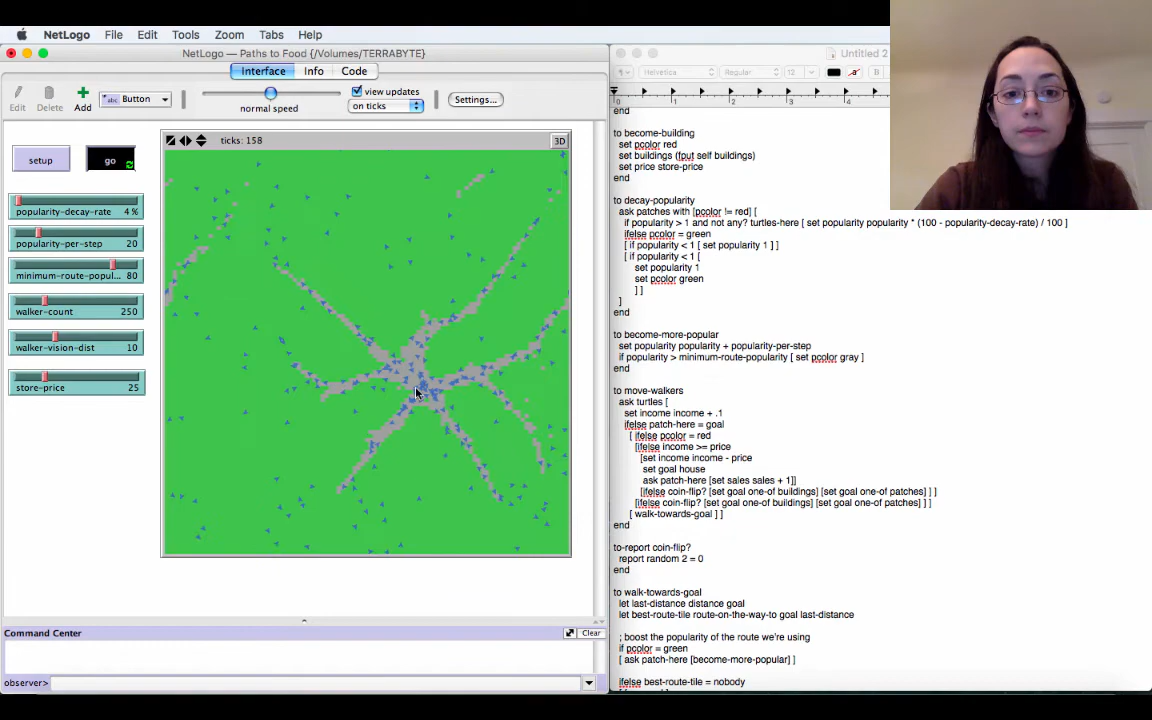 NetLogo File Edit Tools Zoom Tabs Help
NetLogo — Paths to Food {/Volumes/TERRABYTE}
Untitled 2
Interface Info Code
Helvetica Regular 12 B
Edit Delete Add
abc Button
normal speed
view updates
on ticks
Settings...
0 1 2 3 4
ticks: 158
3D
setup
go
popularity-decay-rate 4 %
popularity-per-step 20
minimum-route-popul... 80
walker-count 250
walker-vision-dist 10
store-price 25
Command Center
Clear
observer>
end
to become-building
set pcolor red
set buildings (fput self buildings)
set price store-price
end
to decay-popularity
ask patches with [pcolor != red] [
if popularity > 1 and not any? turtles-here [ set popularity popularity * (100 - popularity-decay-rate) / 100 ]
ifelse pcolor = green
[ if popularity < 1 [ set popularity 1 ] ]
[ if popularity < 1 [
set popularity 1
set pcolor green
] ]
]
end
to become-more-popular
set popularity popularity + popularity-per-step
if popularity > minimum-route-popularity [ set pcolor gray ]
end
to move-walkers
ask turtles [
set income income + .1
ifelse patch-here = goal
[ ifelse pcolor = red
[ifelse income >= price
[set income income - price
set goal house
ask patch-here [set sales sales + 1]]
[ifelse coin-flip? [set goal one-of buildings] [set goal one-of patches] ] ]
[ifelse coin-flip? [set goal one-of buildings] [set goal one-of patches] ] ]
[ walk-towards-goal ] ]
end
to-report coin-flip?
report random 2 = 0
end
to walk-towards-goal
let last-distance distance goal
let best-route-tile route-on-the-way-to goal last-distance
; boost the popularity of the route we're using
if pcolor = green
[ ask patch-here [become-more-popular] ]
ifelse best-route-tile = nobody